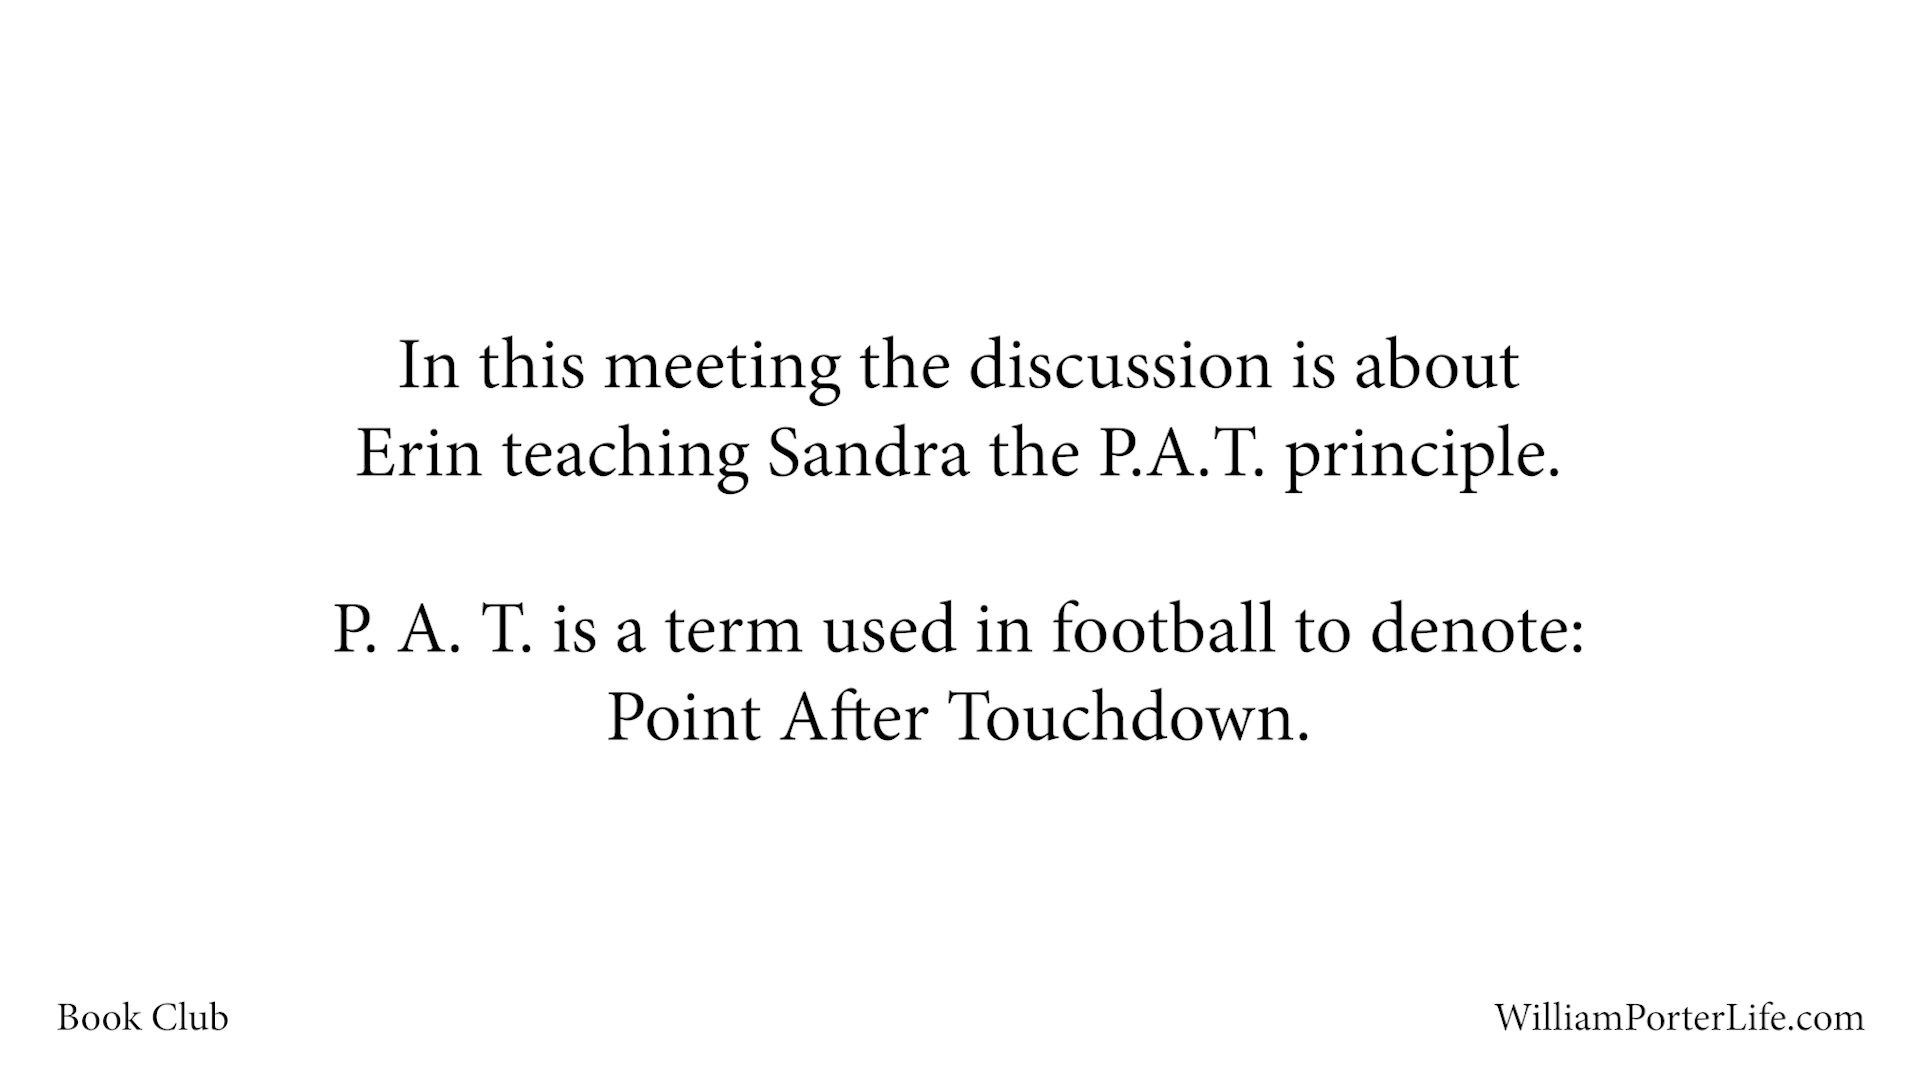 In this meeting the discussion is about
Erin teaching Sandra the P.A.T. principle.
P. A. T. is a term used in football to denote:
Point After Touchdown.
Book Club
WilliamPorterLife.com